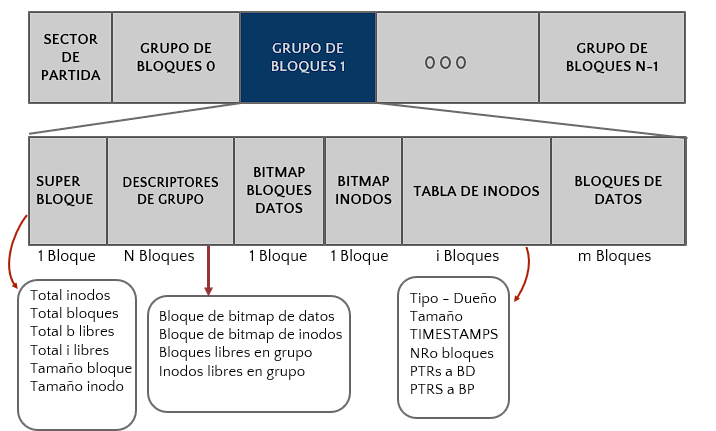 SECTOR
DE
PARTIDA
GRUPO DE
BLOQUES 0
GRUPO DE
BLOQUES 1
O O O
GRUPO DE
BLOQUES N-1
SUPER
BLOQUE
DESCRIPTORES
DE GRUPO
BITMAP
BLOQUES
DATOS
BITMAP
INODOS
TABLA DE INODOS
BLOQUES DE
DATOS
1 Bloque
N Bloques
1 Bloque
1 Bloque
i Bloques
m Bloques
Total inodos
Total bloques
Total b libres
Total i libres
Tamaño bloque
Tamaño inodo
Bloque de bitmap de datos
Bloque de bitmap de inodos
Bloques libres en grupo
Inodos libres en grupo
Tipo – Dueño
Tamaño
TIMESTAMPS
NRo bloques
PTRs a BD
PTRS a BP